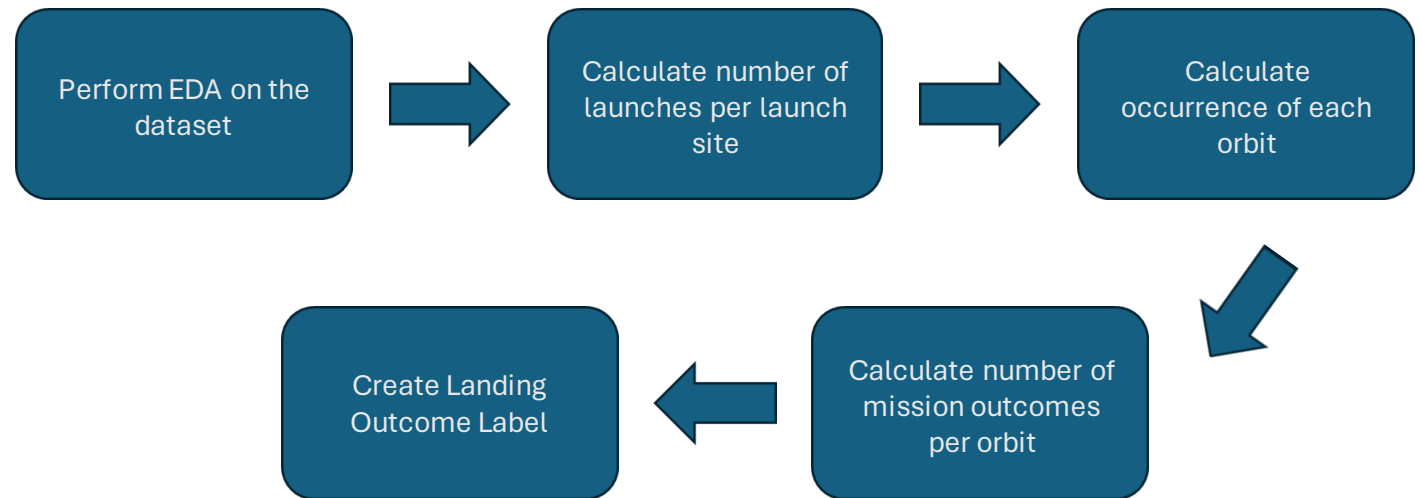 Perform EDA on the
dataset
Calculate number of
launches per launch
site
Calculate
occurrence of each
orbit
Calculate number of
mission outcomes
per orbit
Create Landing
Outcome Label